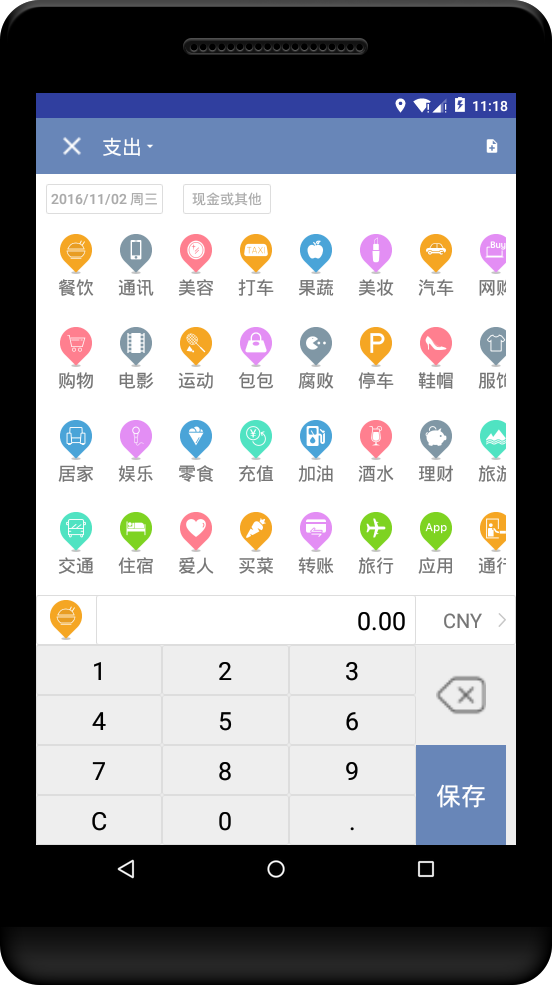 11:18
支出
2016/11/02 周三 现金或其他
TAXI Buy
餐饮 通讯 美容 打车 果蔬 美妆 汽车 网购
P
购物 电影 运动 包包 腐败 停车 鞋帽 服饰
¥
居家 娱乐 零食 充值 加油 酒水 理财 旅游
App
交通 住宿 爱人 买菜 转账 旅行 应用 通行
0.00 CNY
1 2 3
4 5 6
7 8 9
保存
C 0 .